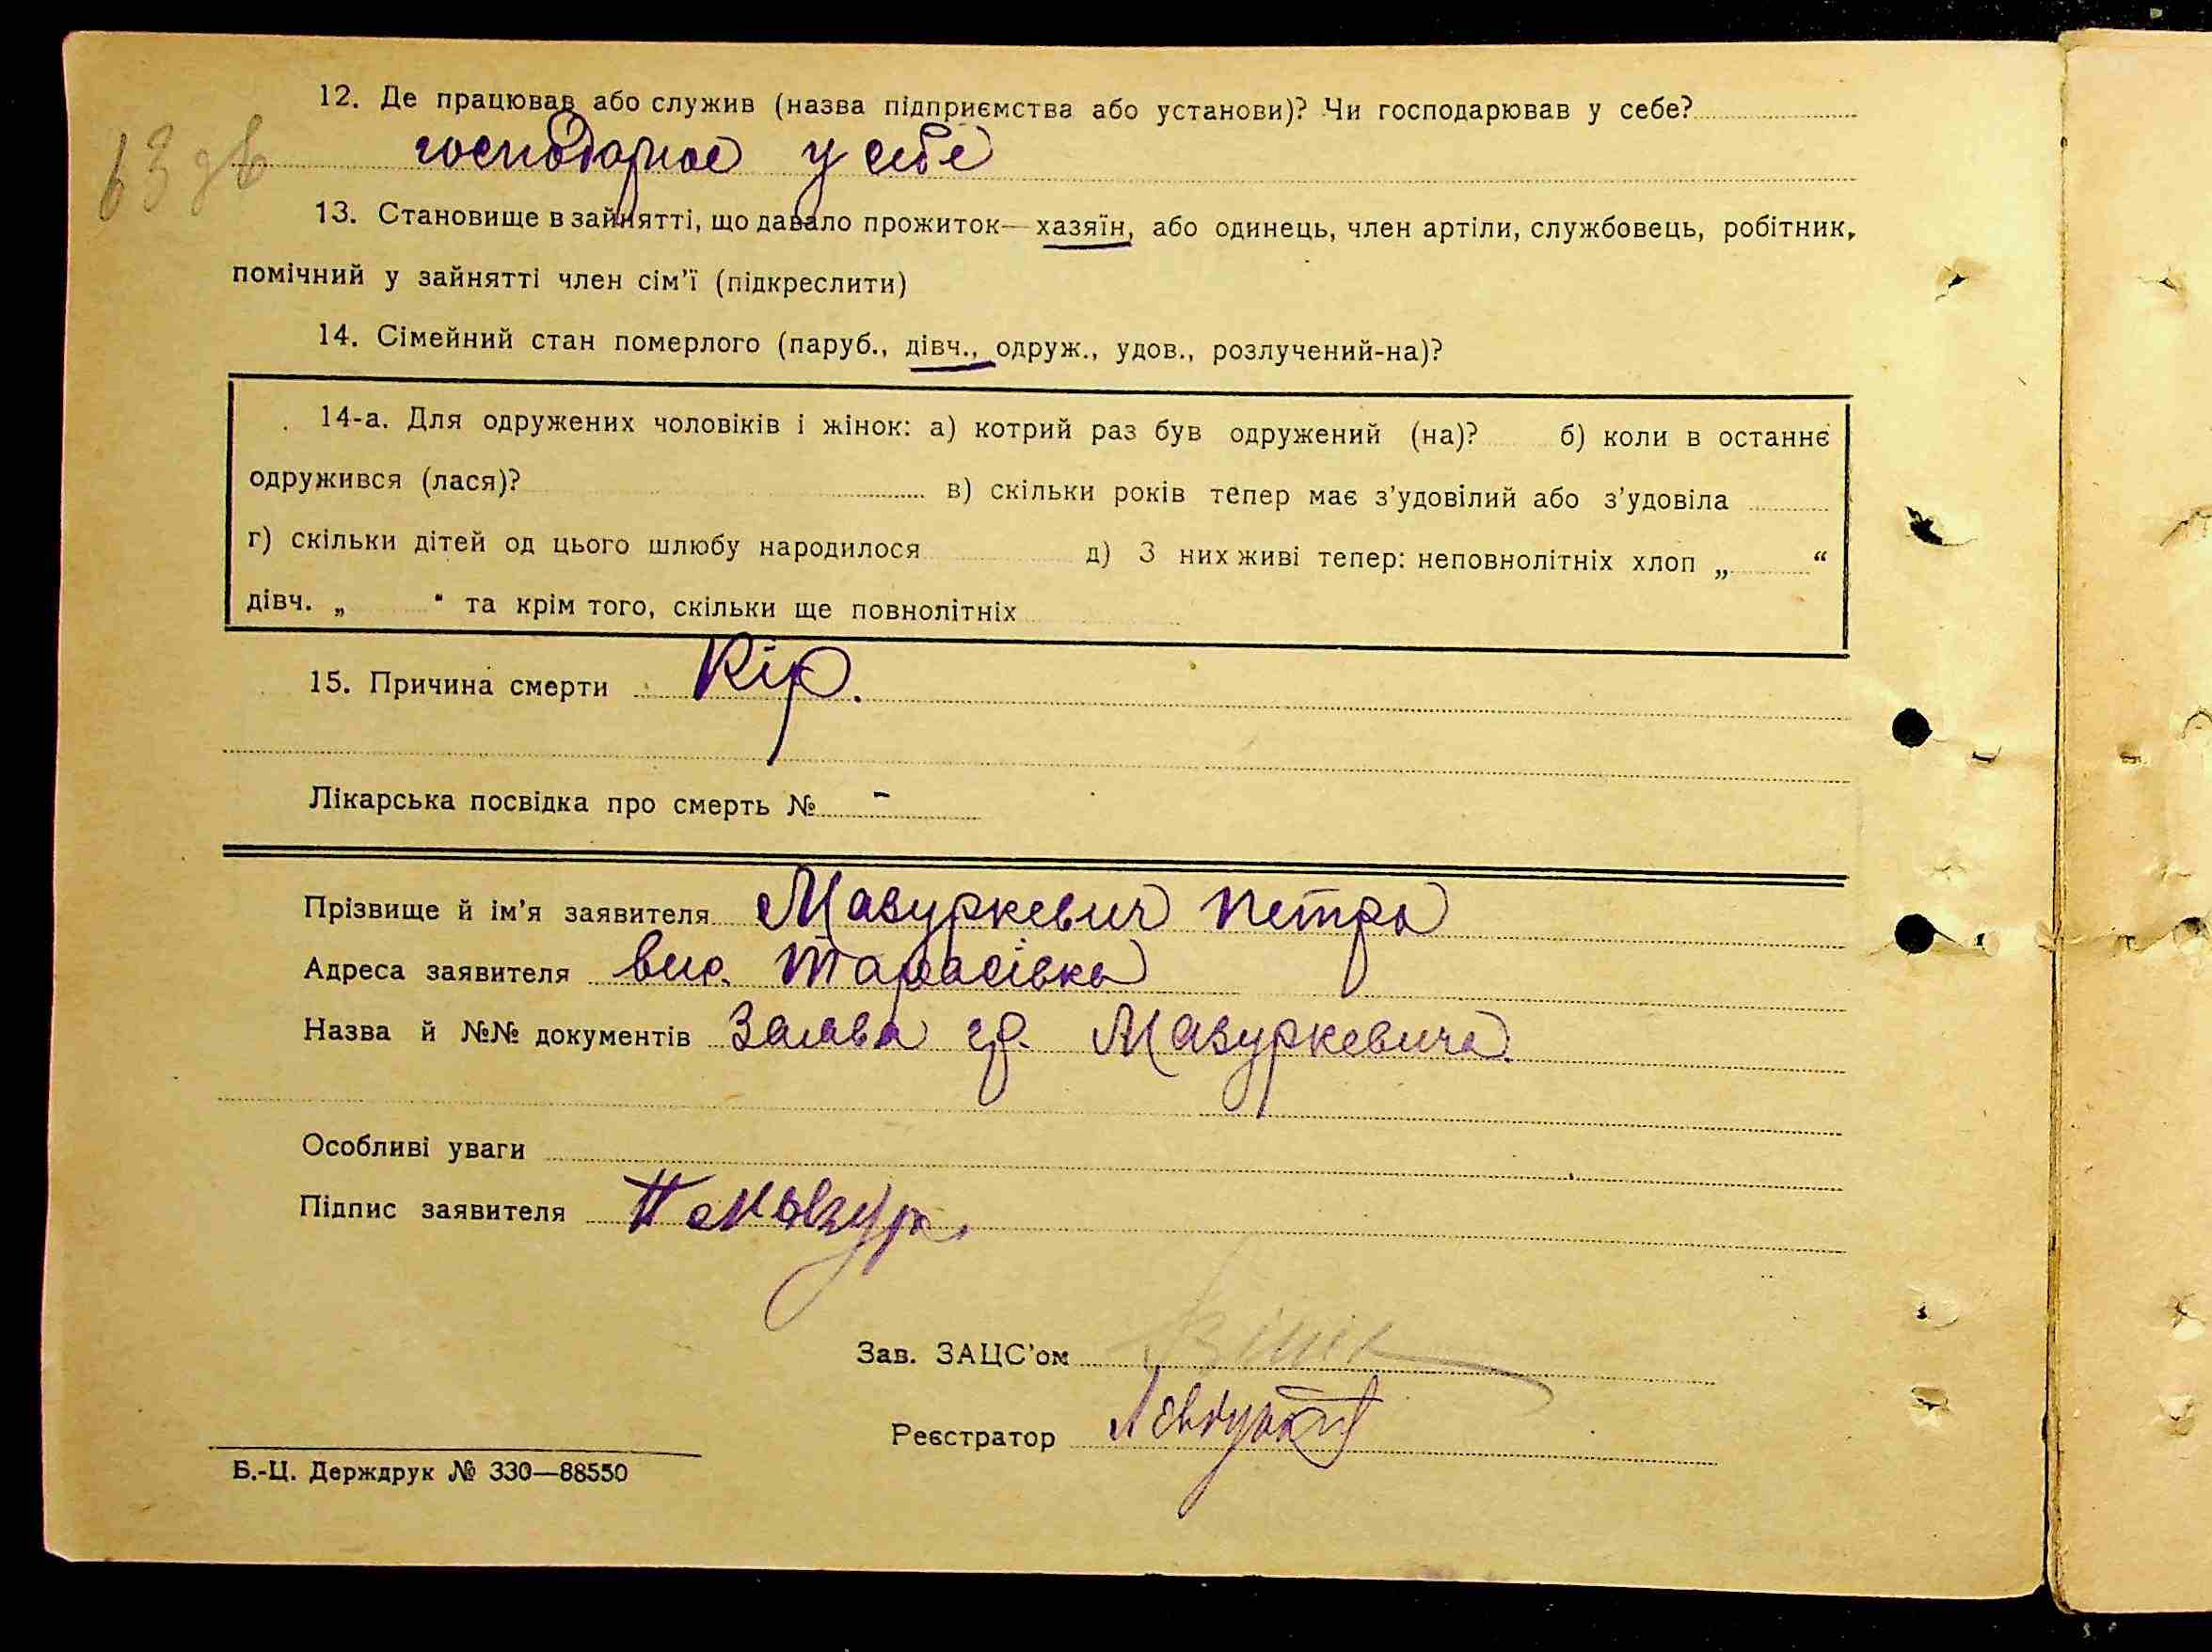 12. Де працював або служив (назва підприємства або установи)? Чи господарював у себе?
63 зв
господарює у себе
13. Становище в зайнятті, що давало прожиток—хазяїн, або одинець, член артіли, службовець, робітник,
помічний у зайнятті член сім’ї (підкреслити)
14. Сімейний стан померлого (паруб., дівч., одруж., удов., розлучений-на)?
14-а. Для одружених чоловіків і жінок: а) котрий раз був одружений (на)? б) коли в останнє
одружився (лася)? в) скільки років тепер має з’удовілий або з’удовіла
г) скільки дітей од цього шлюбу народилося д) З них живі тепер: неповнолітніх хлоп „ “
дівч. „ “ та крім того, скільки ще повнолітніх
15. Причина смерти Кір.
Лікарська посвідка про смерть № -
Прізвище й ім’я заявителя Мазуркевич Петро
Адреса заявителя вис. Тарасівка
Назва й №№ документів Заява гр. Мазуркевича
Особливі уваги
Підпис заявителя
Зав. ЗАЦС’ом
Реєстратор
Б.-Ц. Держдрук № 330—88550